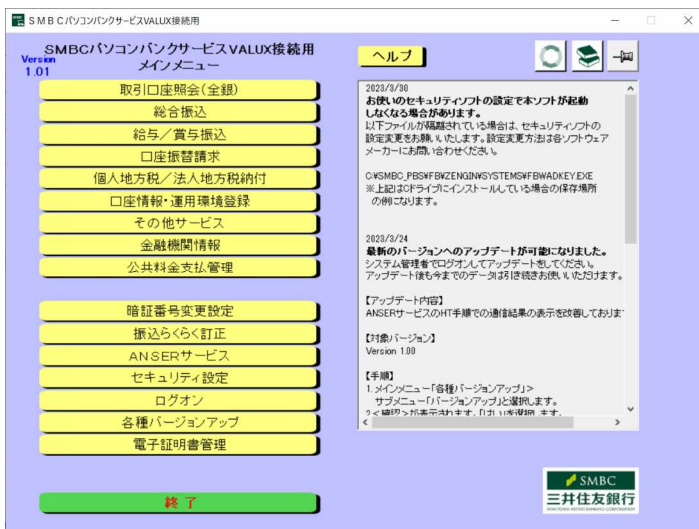 SMBCパソコンバンクサービスVALUX接続用
SMBCパソコンバンクサービスVALUX接続用
メインメニュー
Version
1.01
取引口座照会(全銀)
総合振込
給与/賞与振込
口座振替請求
個人地方税/法人地方税納付
口座情報・運用環境登録
その他サービス
金融機関情報
公共料金支払管理
暗証番号変更設定
振込らくらく訂正
ANSERサービス
セキュリティ設定
ログオン
各種バージョンアップ
電子証明書管理
終了
ヘルプ
2023/3/30
お使いのセキュリティソフトの設定で本ソフトが起動
しなくなる場合があります。
以下ファイルが隔離されている場合は、セキュリティソフトの
設定変更をお願いいたします。設定変更方法は各ソフトウェア
メーカーにお問い合わせください。
C:¥SMBC_PBS¥FB¥ZENGIN¥SYSTEMS¥FBWADKEY.EXE
※上記はCドライブにインストールしている場合の保存場所
の例になります。
2023/3/24
最新のバージョンへのアップデートが可能になりました。
システム管理者でログオンしてアップデートをしてください。
アップデート後も今までのデータは引き続きお使いいただけます。
【アップデート内容】
ANSERサービスのHT手順での通信結果の表示を改善しておりま
【対象バージョン】
Version 1.00
【手順】
1.メインメニュー「各種バージョンアップ」>
サブメニュー「バージョンアップ」と選択します。
2.<確認>が表示されます。「はい」を選択します。
SMBC
三井住友銀行
SUMITOMO MITSUI BANKING CORPORATION